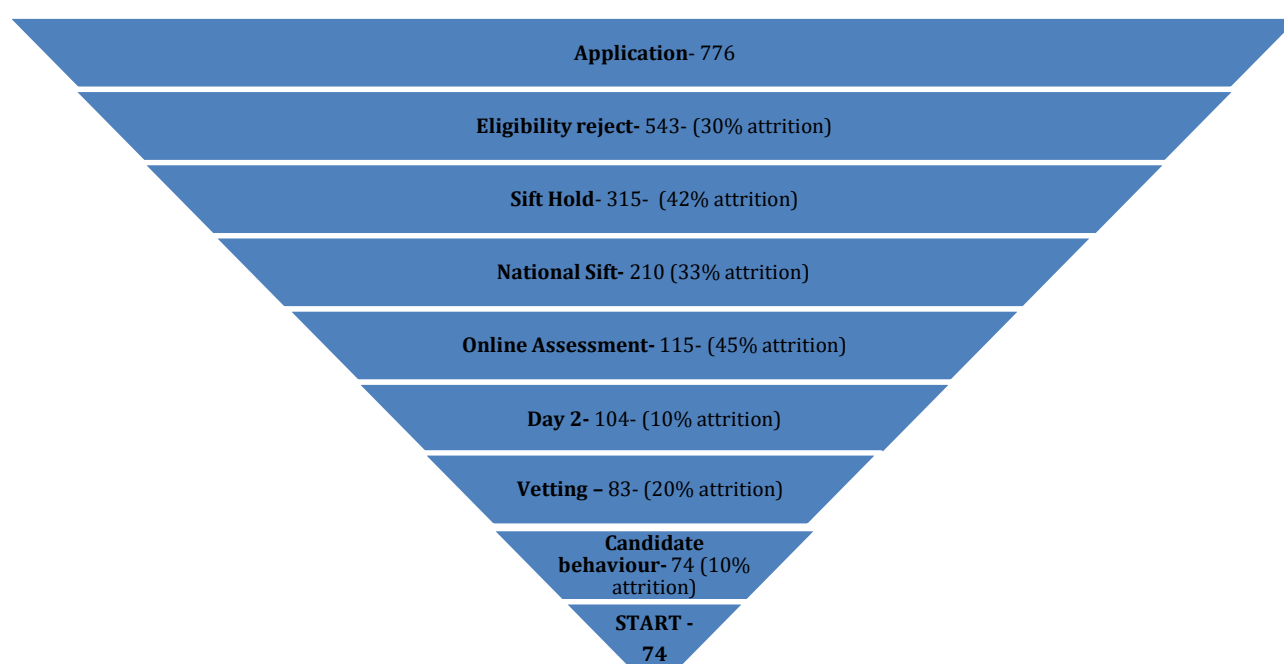 Application- 776
Eligibility reject- 543- (30% attrition)
Sift Hold- 315-  (42% attrition)
National Sift- 210 (33% attrition)
Online Assessment- 115- (45% attrition)
Day 2- 104- (10% attrition)
Vetting – 83- (20% attrition)
Candidate
behaviour- 74 (10%
attrition)
START -
74